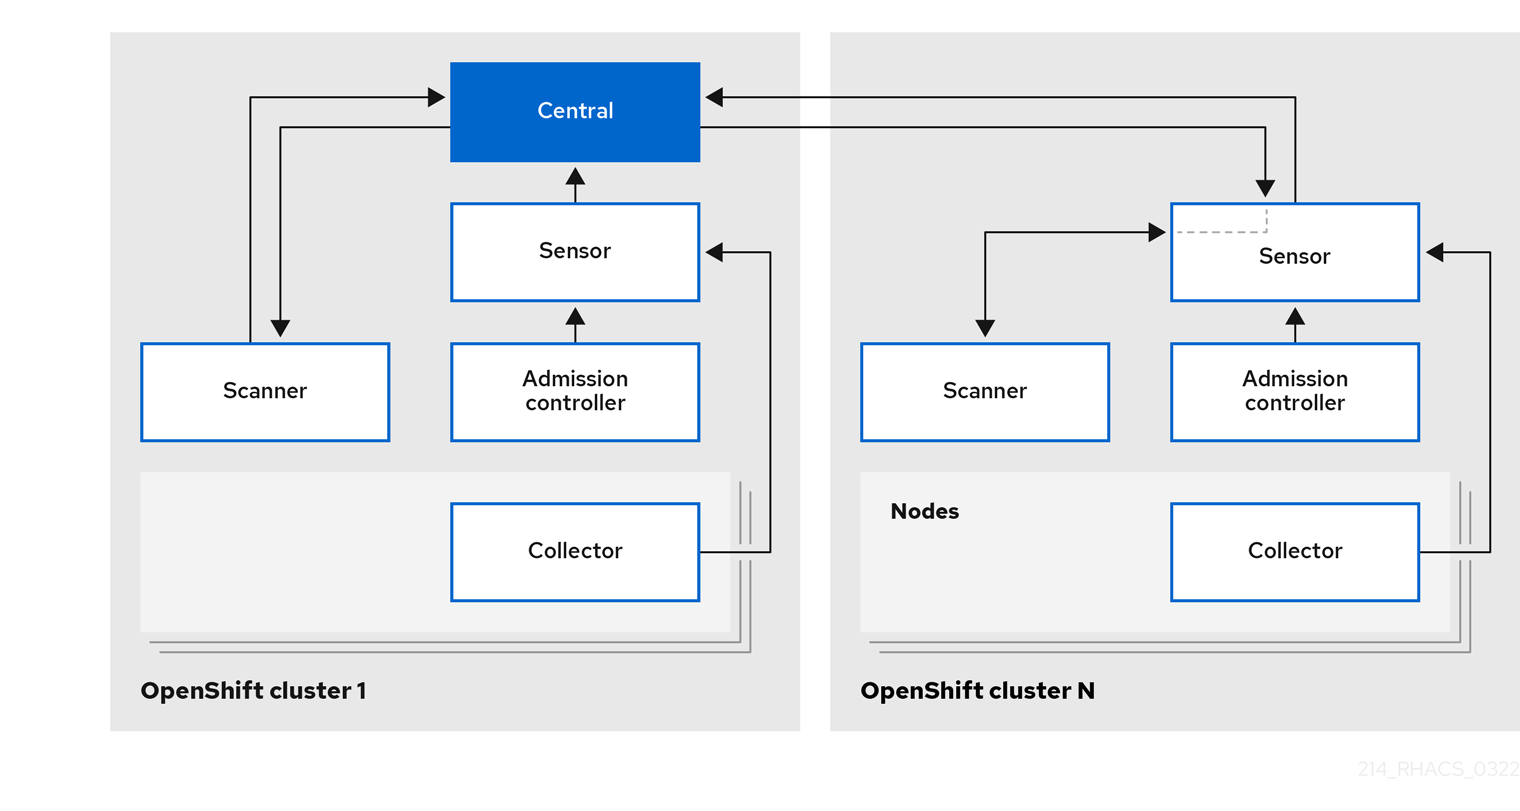 Central
Sensor
Scanner
Admission
controller
Collector
OpenShift cluster 1
Sensor
Scanner
Admission
controller
Nodes
Collector
OpenShift cluster N
214_RHACS_0322